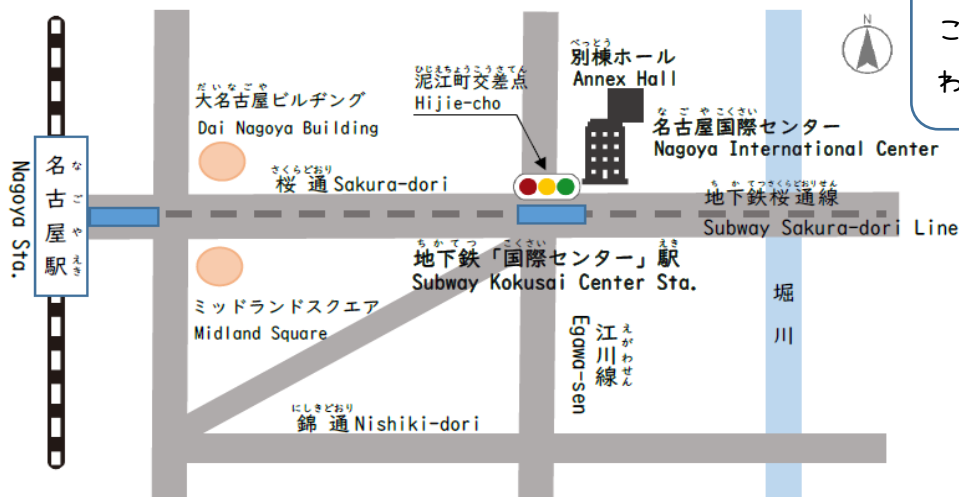 N
こ
わ
べっとう
別棟ホール
Annex Hall
ひじえちょうこうさてん
泥江町交差点
Hijie-cho
だいなごや
大名古屋ビルヂング
Dai Nagoya Building
なごやこくさい
名古屋国際センター
Nagoya International Center
さくらどおり
桜通 Sakura-dori
ちかてつさくらどおりせん
地下鉄桜通線
Subway Sakura-dori Line
なごやえき
名古屋駅
Nagoya Sta.
ちかてつ こくさい えき
地下鉄「国際センター」駅
Subway Kokusai Center Sta.
ミッドランドスクエア
Midland Square
えがわせん
江川線
Egawa-sen
堀川
にしきどおり
錦通 Nishiki-dori